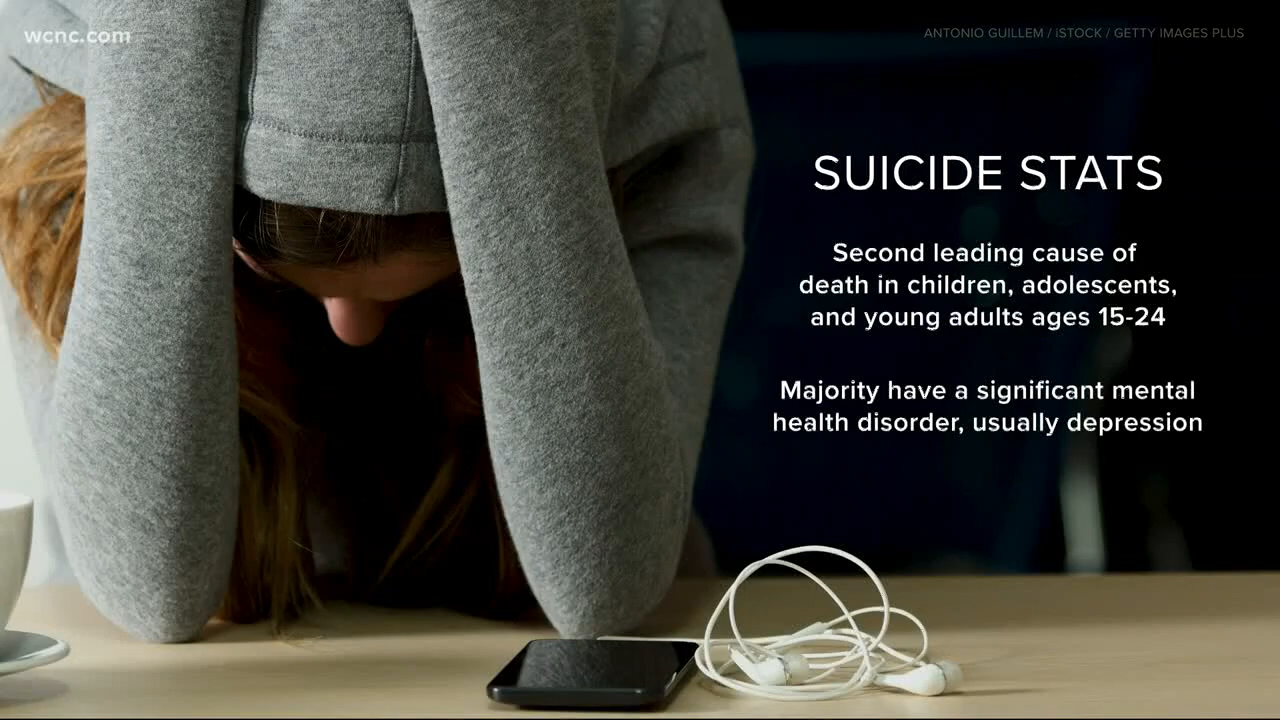 wcnc.com
ANTONIO GUILLEM / iSTOCK / GETTY IMAGES PLUS
SUICIDE STATS
Second leading cause of
death in children, adolescents,
and young adults ages 15-24
Majority have a significant mental
health disorder, usually depression